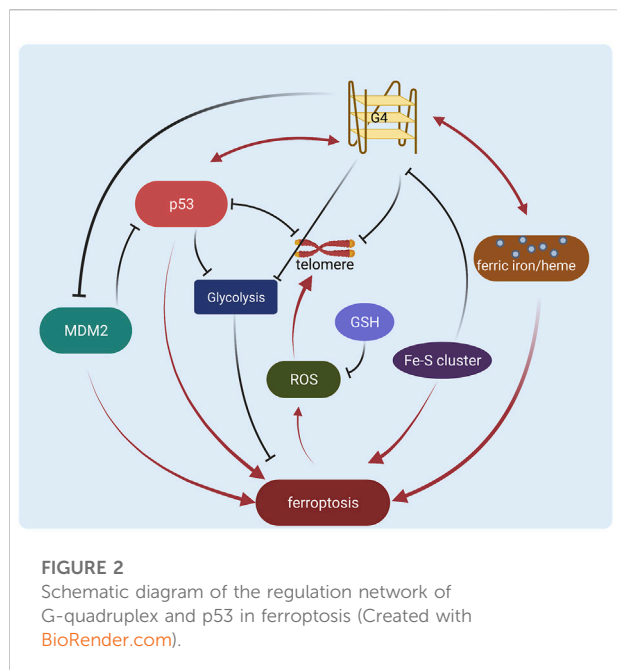 G4
p53
telomere
ferric iron/heme
Glycolysis
GSH
MDM2
Fe-S cluster
ROS
ferroptosis
FIGURE 2
Schematic diagram of the regulation network of
G-quadruplex and p53 in ferroptosis (Created with
BioRender.com).